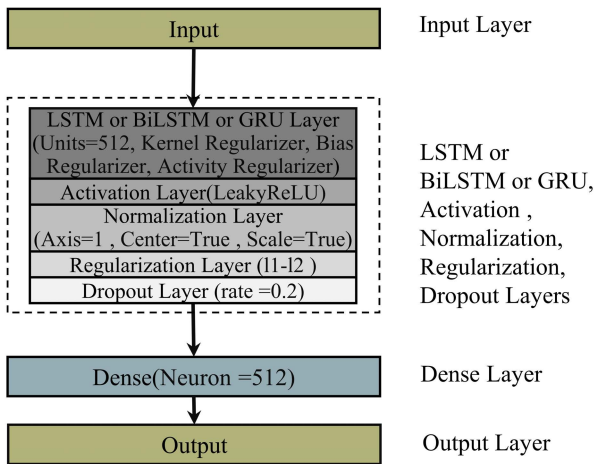 Input
Input Layer
LSTM or BiLSTM or GRU Layer
(Units=512, Kernel Regularizer, Bias
Regularizer, Activity Regularizer)
Activation Layer(LeakyReLU)
Normalization Layer
(Axis=1 , Center=True , Scale=True)
Regularization Layer (l1-l2 )
Dropout Layer (rate =0.2)
LSTM or
BiLSTM or GRU,
Activation ,
Normalization,
Regularization,
Dropout Layers
Dense(Neuron =512)
Dense Layer
Output
Output Layer